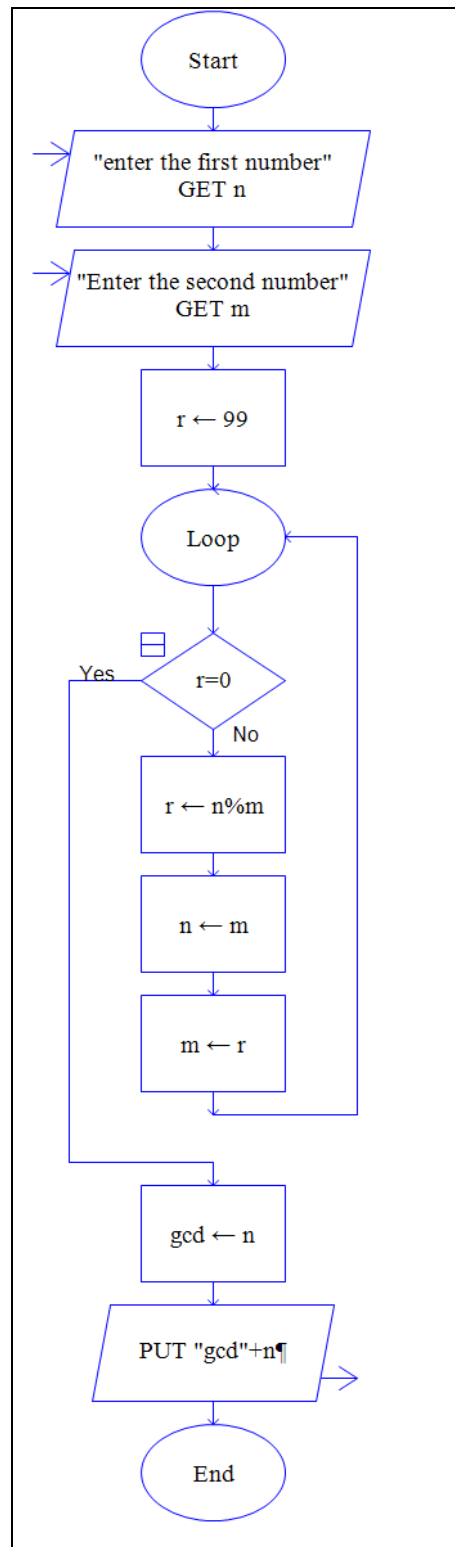 Start
"enter the first number"
GET n
"Enter the second number"
GET m
r ← 99
Loop
Yes
r=0
No
r ← n%m
n ← m
m ← r
gcd ← n
PUT "gcd"+n¶
End